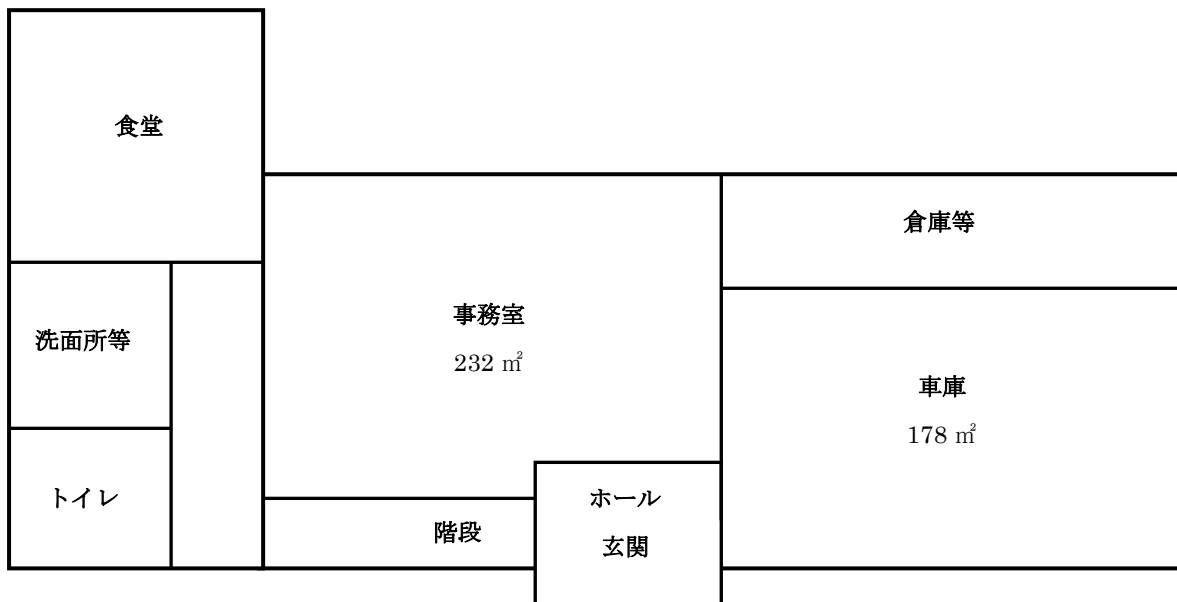 食堂
倉庫等
事務室
232 ㎡
洗面所等
車庫
178 ㎡
トイレ
ホール
玄関
階段